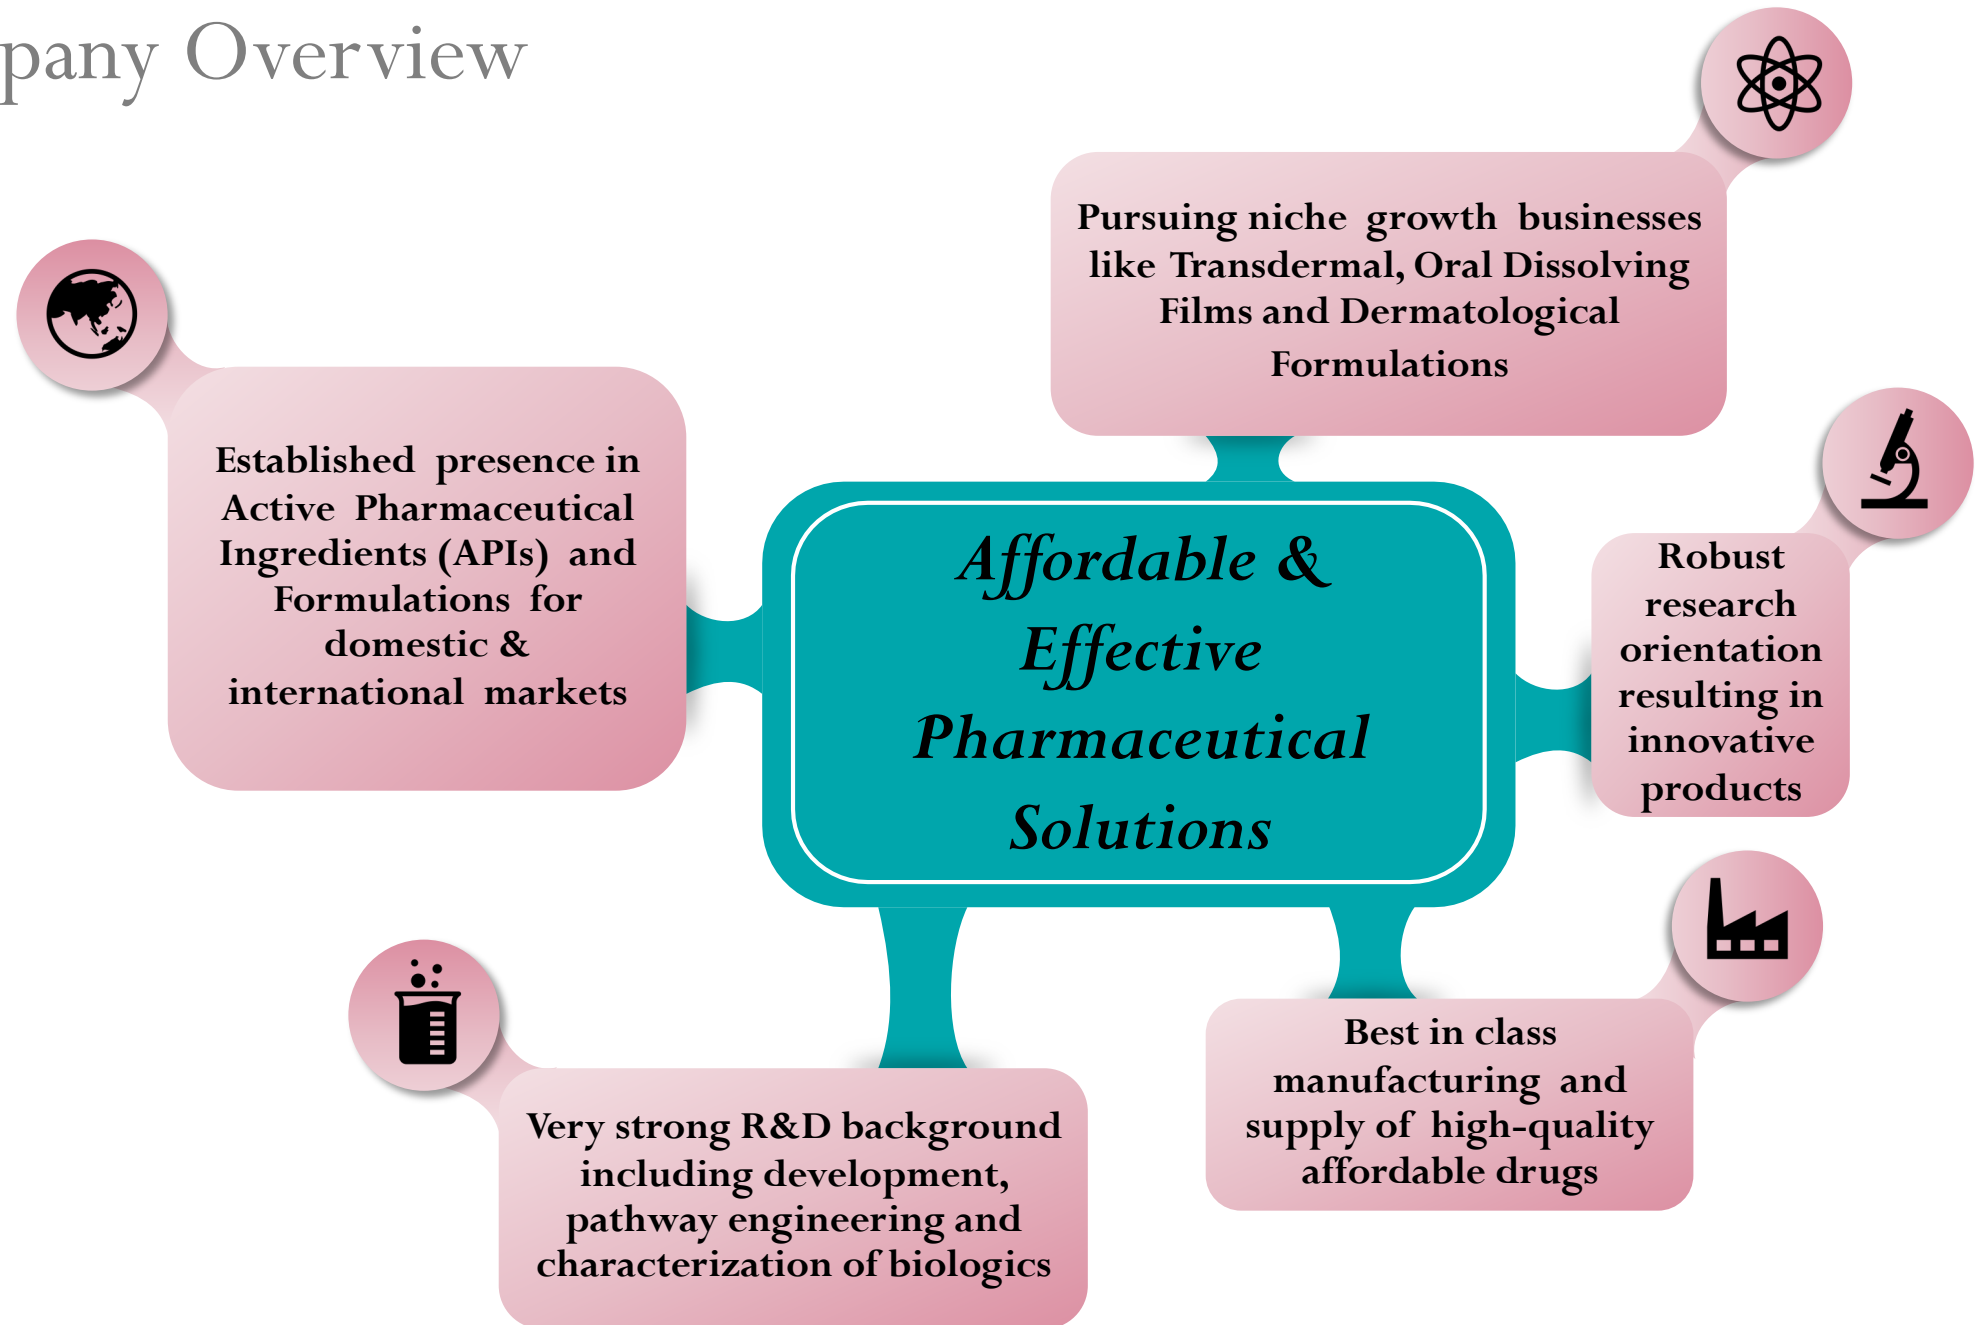 pany Overview
Pursuing niche growth businesses
like Transdermal, Oral Dissolving
Films and Dermatological
Formulations
Established presence in
Active Pharmaceutical
Ingredients (APIs) and
Formulations for
domestic &
international markets
Affordable &
Effective
Pharmaceutical
Solutions
Robust
research
orientation
resulting in
innovative
products
Very strong R&D background
including development,
pathway engineering and
characterization of biologics
Best in class
manufacturing and
supply of high-quality
affordable drugs